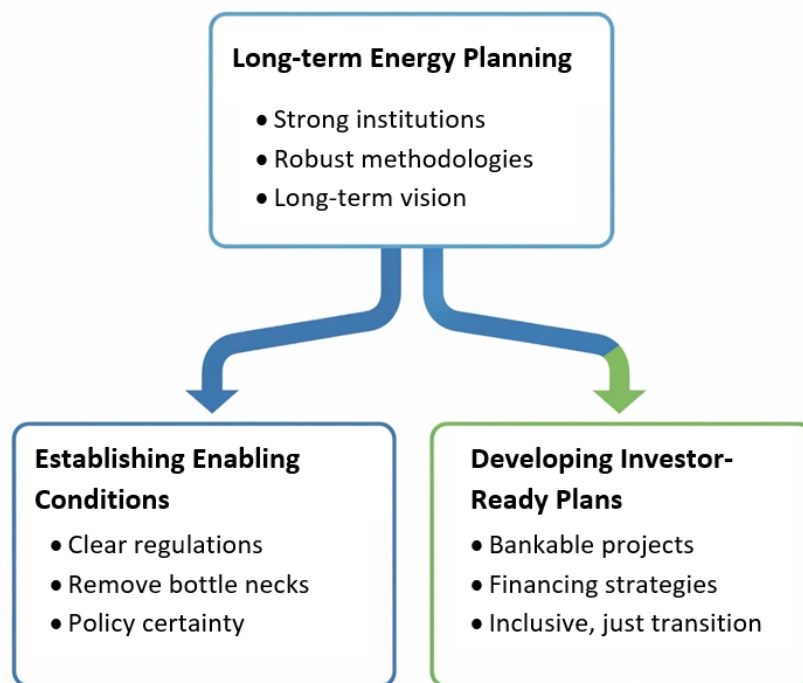 Long-term Energy Planning
• Strong institutions
• Robust methodologies
• Long-term vision
Establishing Enabling
Conditions
• Clear regulations
• Remove bottle necks
• Policy certainty
Developing Investor-
Ready Plans
• Bankable projects
• Financing strategies
• Inclusive, just transition